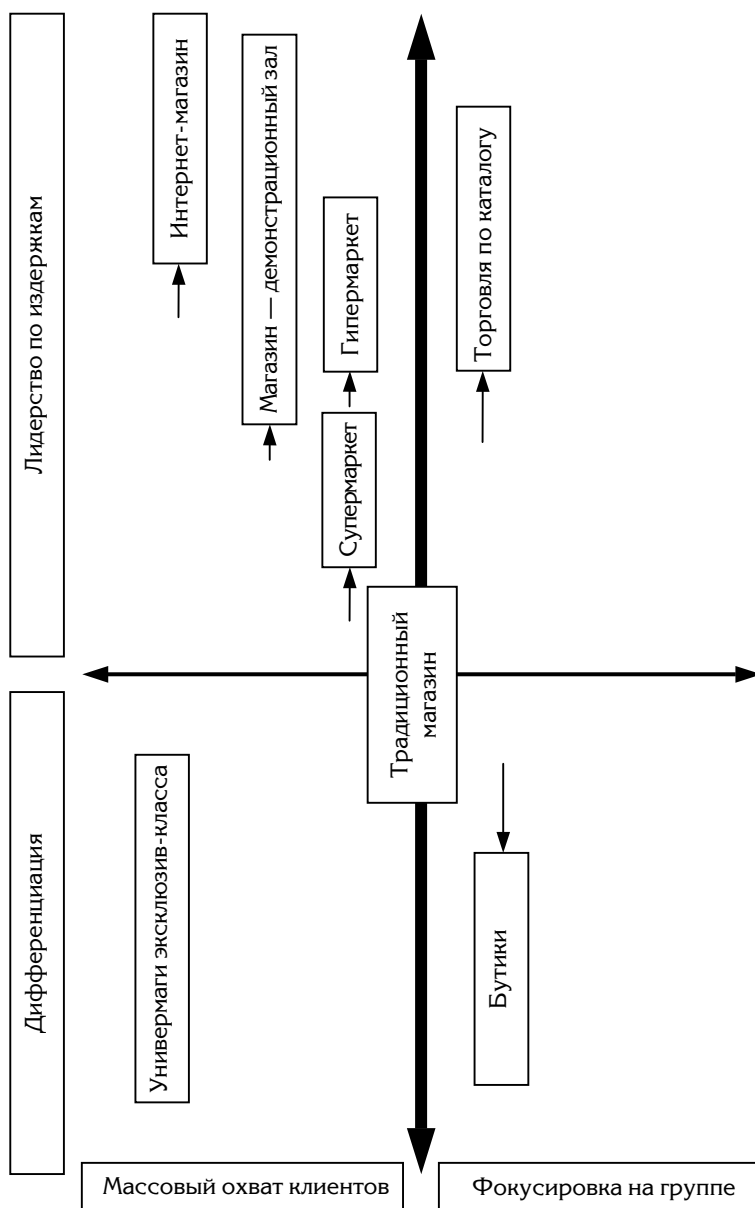 Лидерство по издержкам
Дифференциация
Интернет-магазин
Магазин — демонстрационный зал
Гипермаркет
Супермаркет
Торговля по каталогу
Традиционный
магазин
Универмаги эксклюзив-класса
Бутики
Массовый охват клиентов
Фокусировка на группе